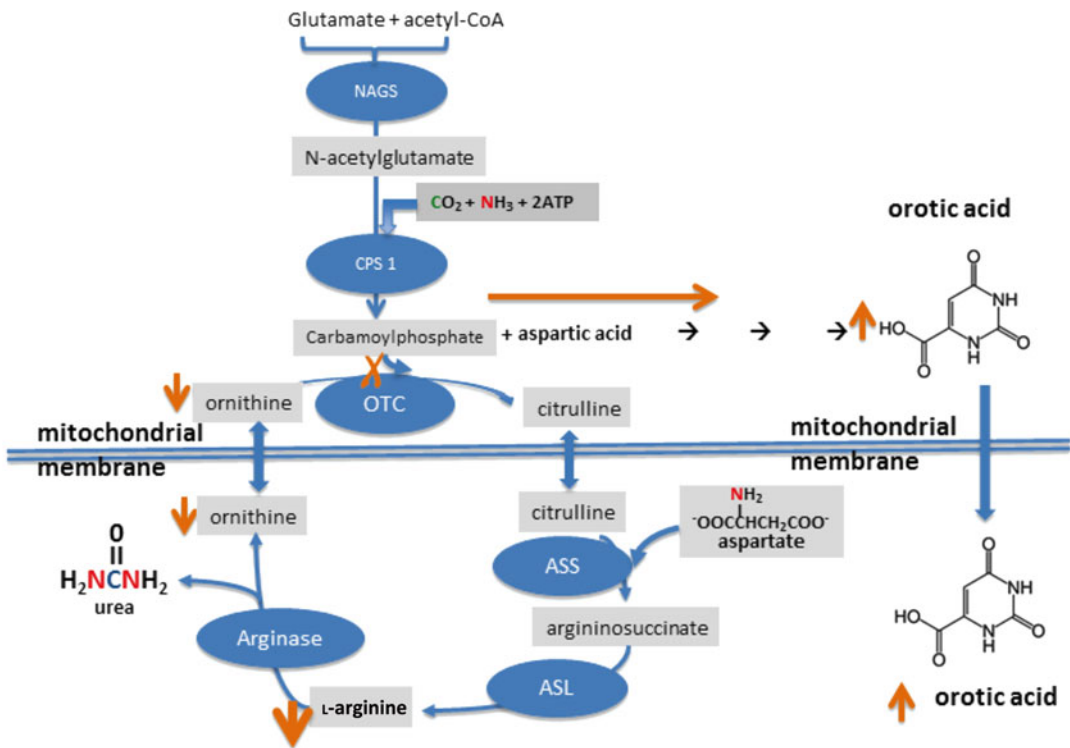 Glutamate + acetyl-CoA
NAGS
N-acetylglutamate
CO₂ + NH₃ + 2ATP
CPS 1
orotic acid
O
NH
HO
O
N
H
O
Carbamoylphosphate + aspartic acid → → →
ornithine
OTC
citrulline
mitochondrial mitochondrial
membrane membrane
ornithine
citrulline
NH₂
⁻OOCCHCH₂COO⁻
aspartate
O
H₂NCNH₂
urea
ASS
Arginase
argininosuccinate
O
NH
HO
O
N
H
O
ASL
L-arginine
orotic acid